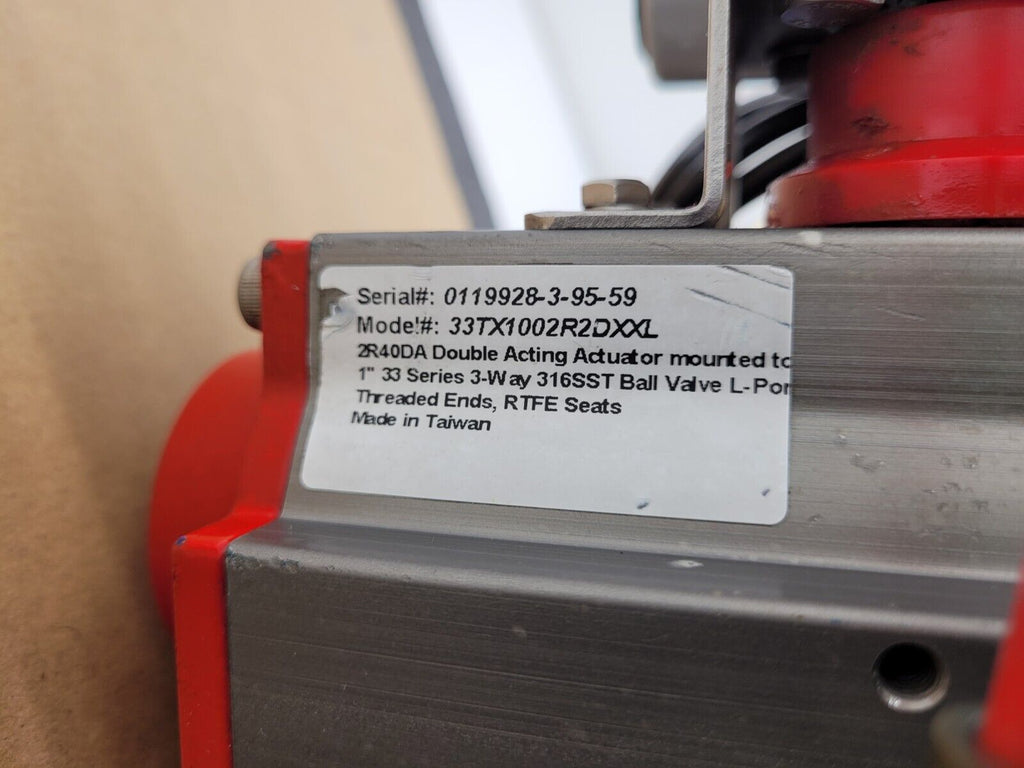 Serial#: 0119928-3-95-59
Model#: 33TX1002R2DXXL
2R40DA Double Acting Actuator mounted to
1" 33 Series 3-Way 316SST Ball Valve L-Por
Threaded Ends, RTFE Seats
Made in Taiwan